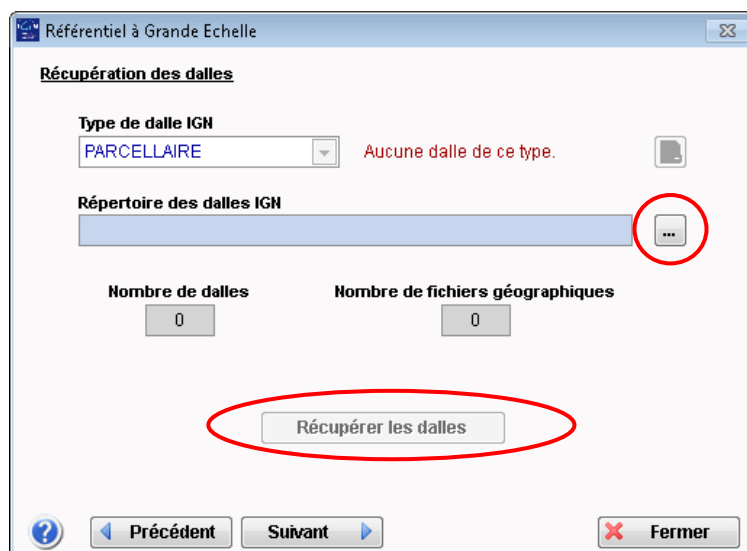 Référentiel à Grande Echelle
Récupération des dalles
Type de dalle IGN
PARCELLAIRE
Aucune dalle de ce type.
Répertoire des dalles IGN
...
Nombre de dalles
Nombre de fichiers géographiques
0
0
Récupérer les dalles
? Précédent
Suivant
Fermer